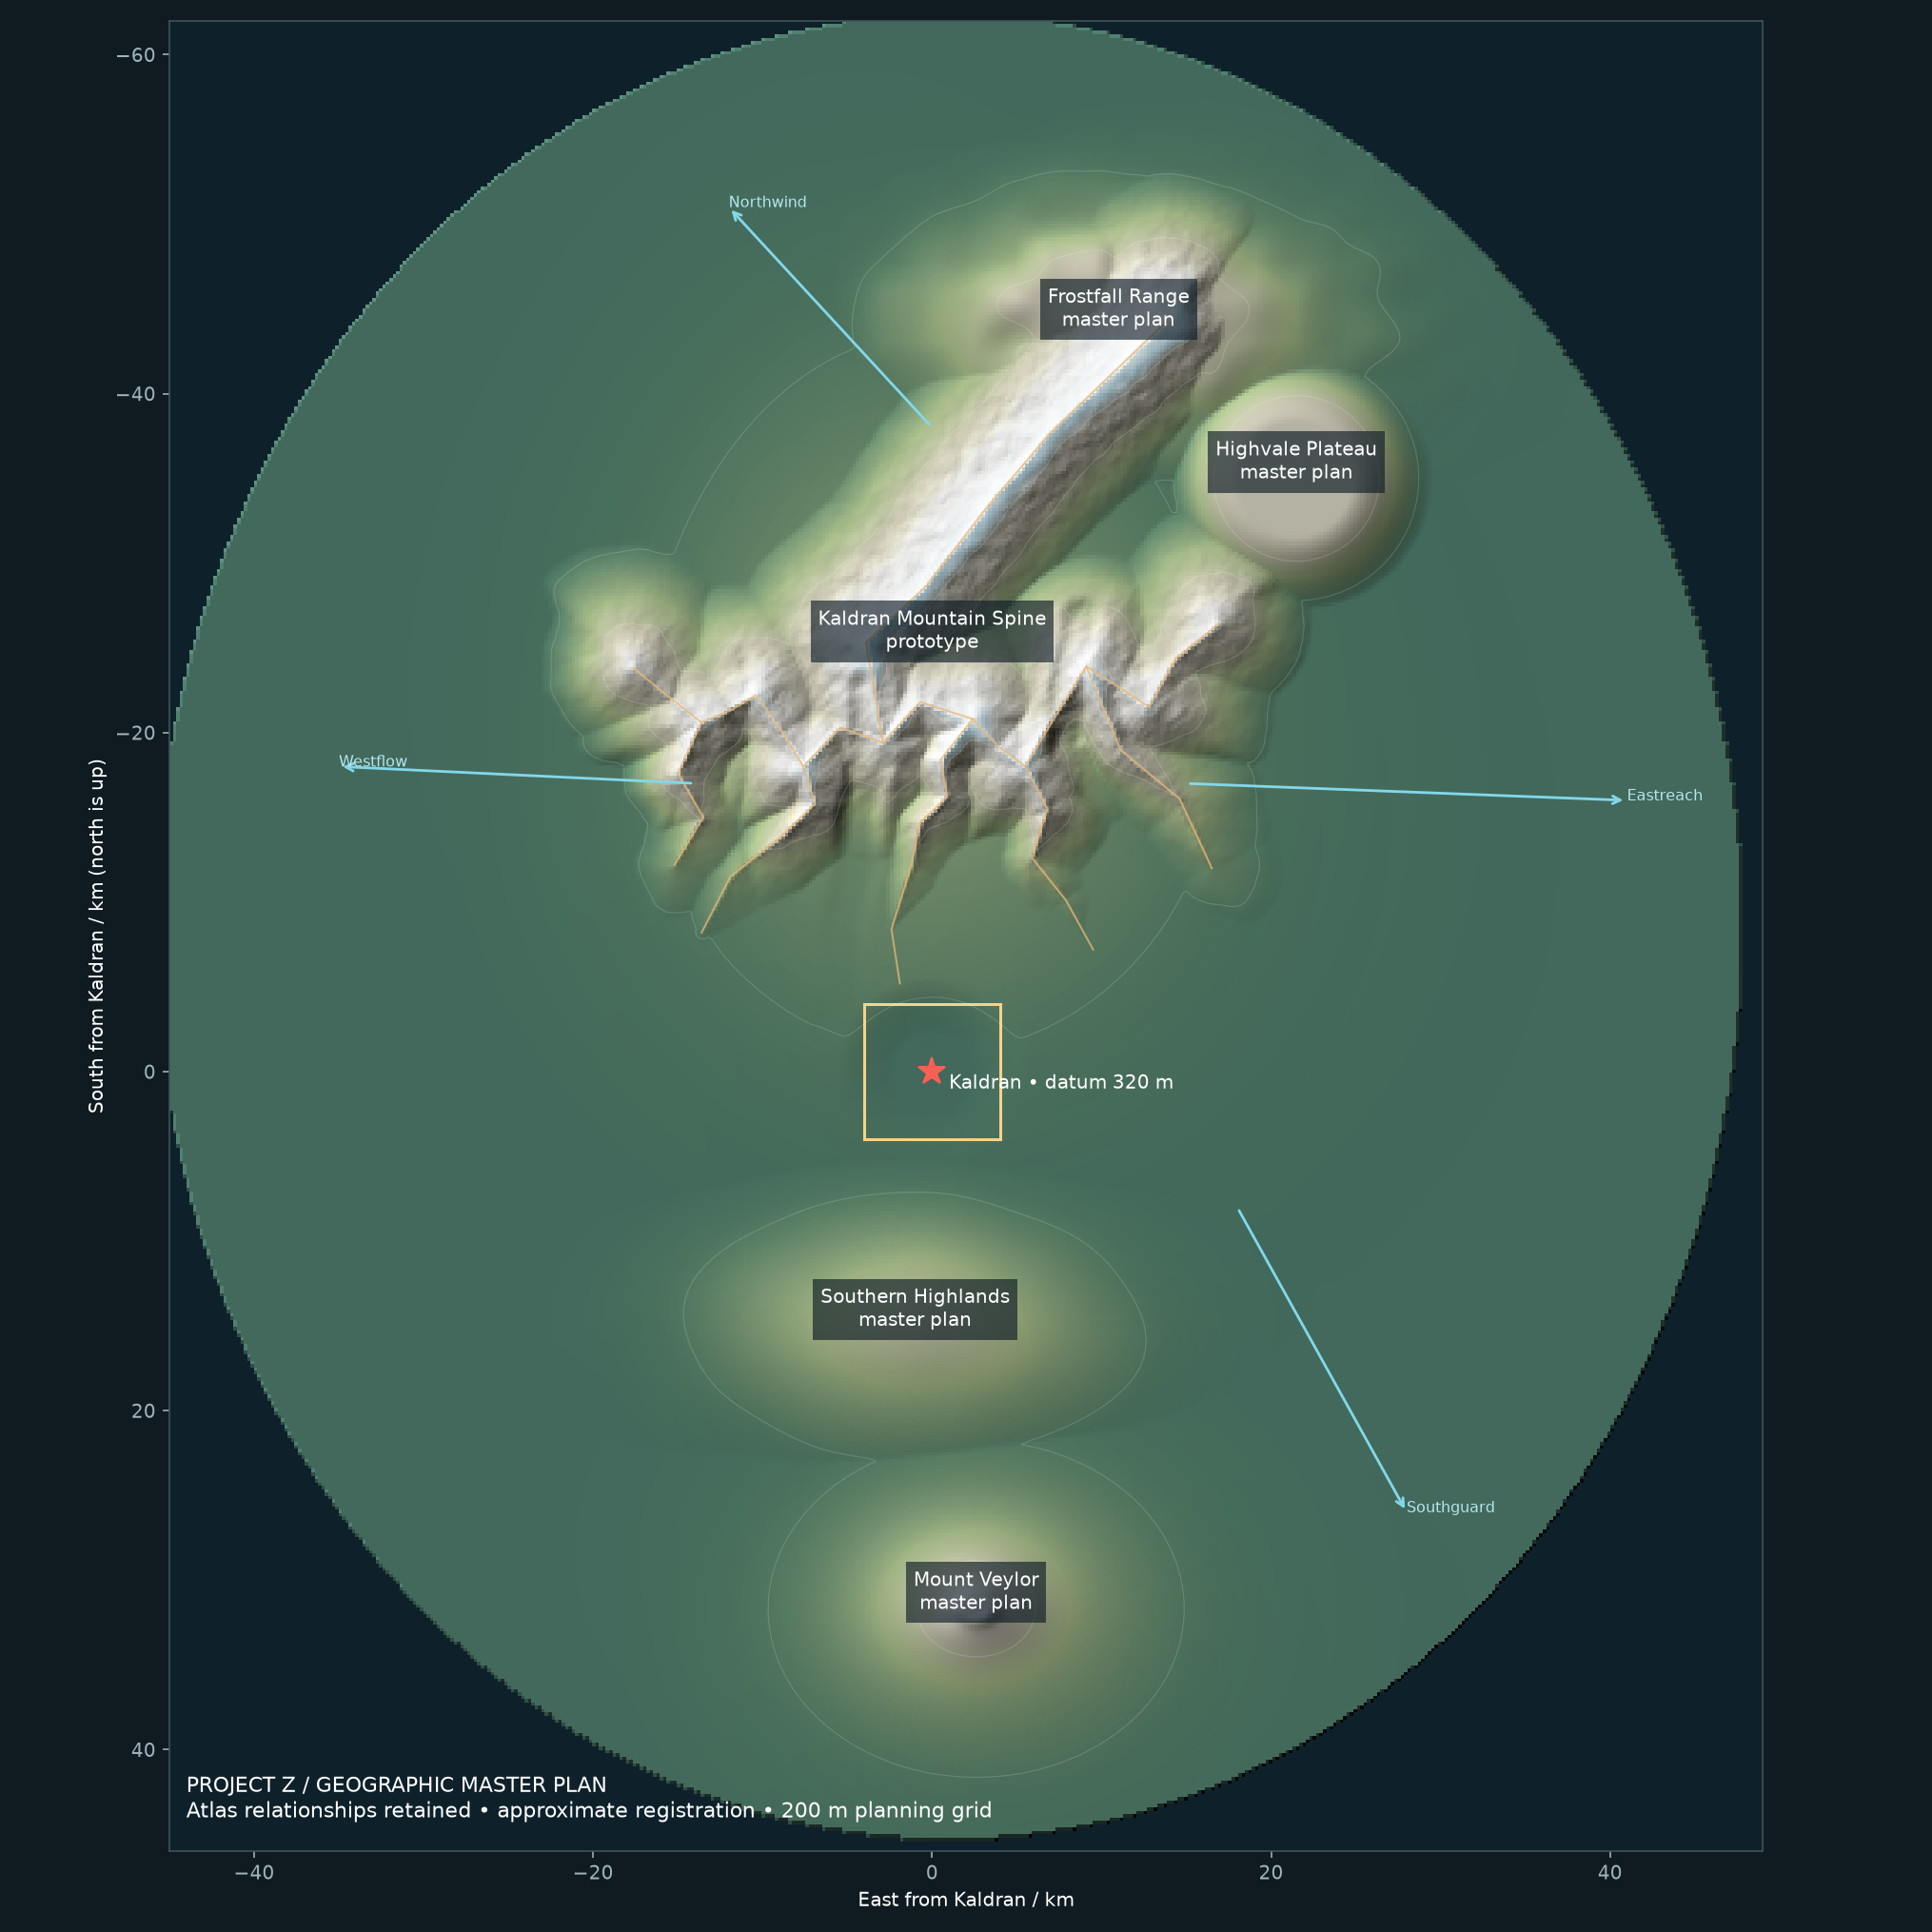 −60
Northwind
Frostfall Range
master plan
−40
Highvale Plateau
master plan
Kaldran Mountain Spine
prototype
−20
Westflow
Eastreach
South from Kaldran / km (north is up)
0
Kaldran • datum 320 m
Southern Highlands
master plan
20
Southguard
Mount Veylor
master plan
40
PROJECT Z / GEOGRAPHIC MASTER PLAN
Atlas relationships retained • approximate registration • 200 m planning grid
−40
−20
0
20
40
East from Kaldran / km